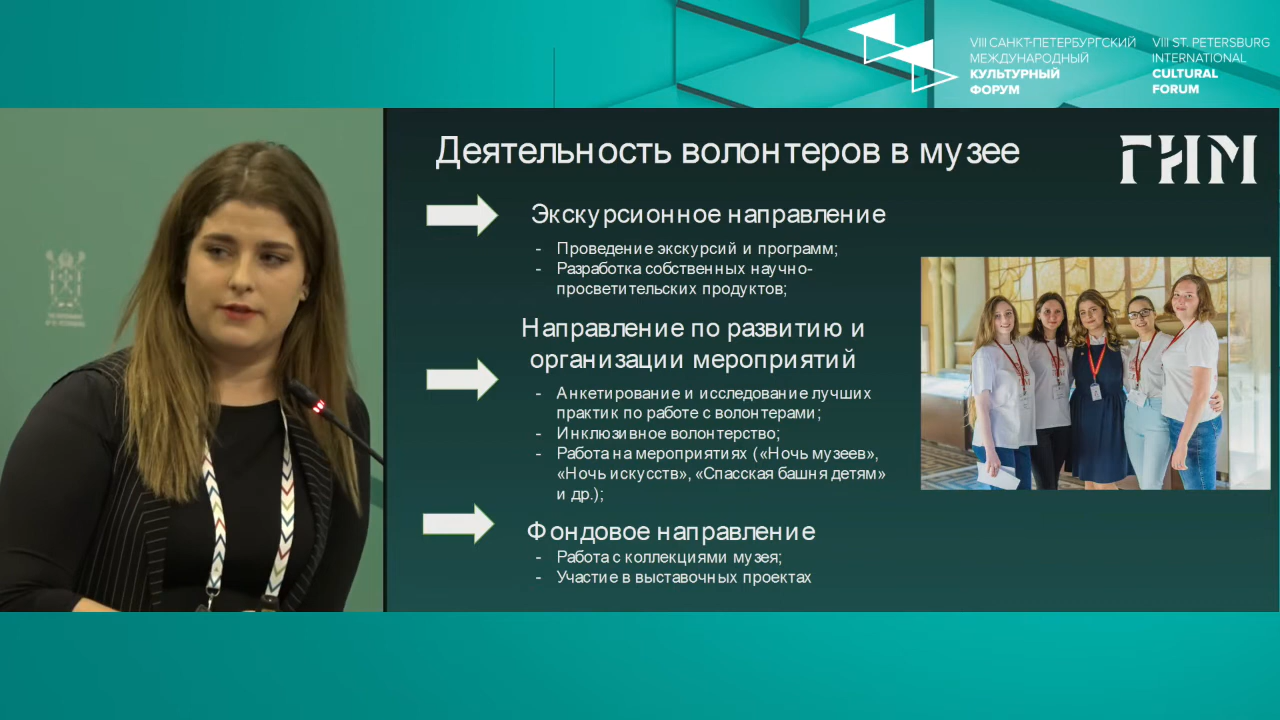 VIII САНКТ-ПЕТЕРБУРГСКИЙ
МЕЖДУНАРОДНЫЙ
КУЛЬТУРНЫЙ
ФОРУМ
VIII ST. PETERSBURG
INTERNATIONAL
CULTURAL
FORUM
Деятельность волонтеров в музее
ГИМ
Экскурсионное направление
- Проведение экскурсий и программ;
- Разработка собственных научно-
просветительских продуктов;
Направление по развитию и
организации мероприятий
- Анкетирование и исследование лучших
практик по работе с волонтерами;
- Инклюзивное волонтерство;
- Работа на мероприятиях («Ночь музеев»,
«Ночь искусств», «Спасская башня детям»
и др.);
Фондовое направление
- Работа с коллекциями музея;
- Участие в выставочных проектах